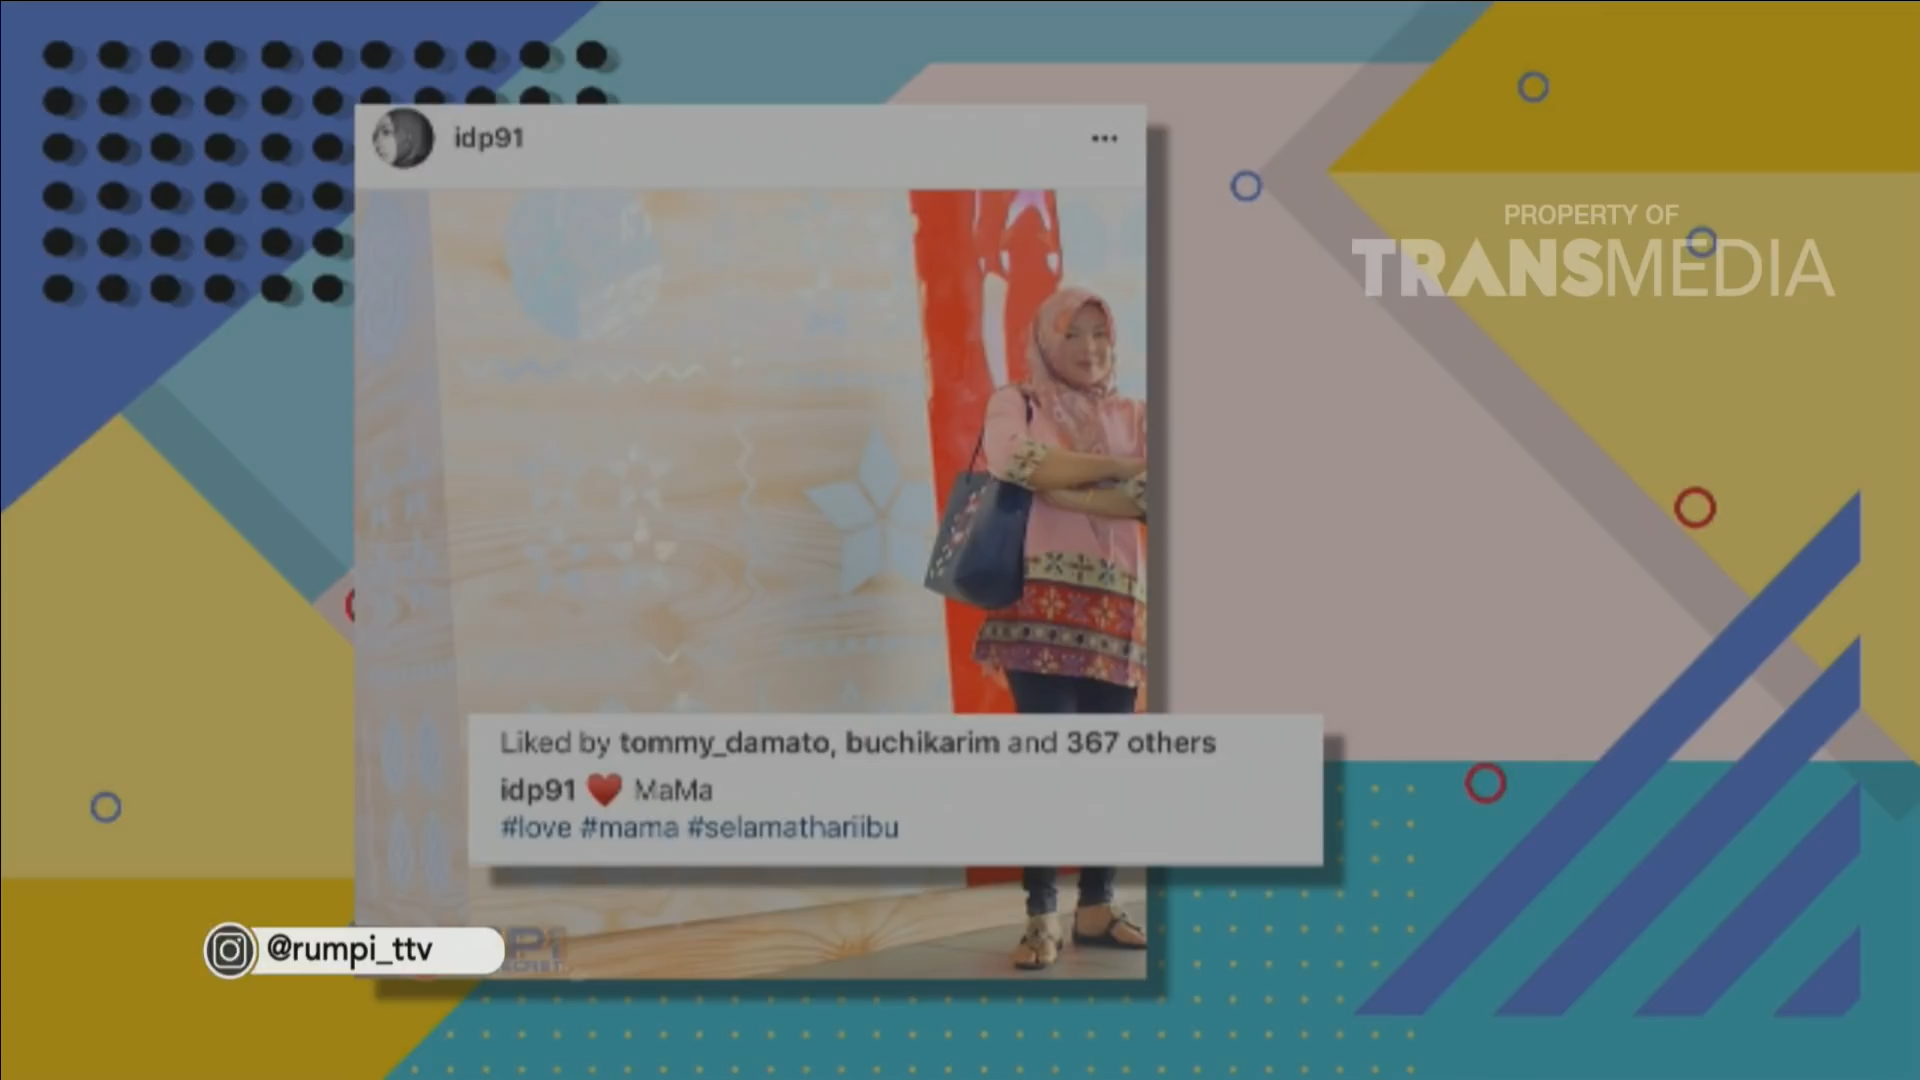 idp91
PROPERTY OF
TRANSMEDIA
Liked by tommy_damato, buchikarim and 367 others
idp91 ❤️ MaMa
#love #mama #selamathariibu
@rumpi_ttv